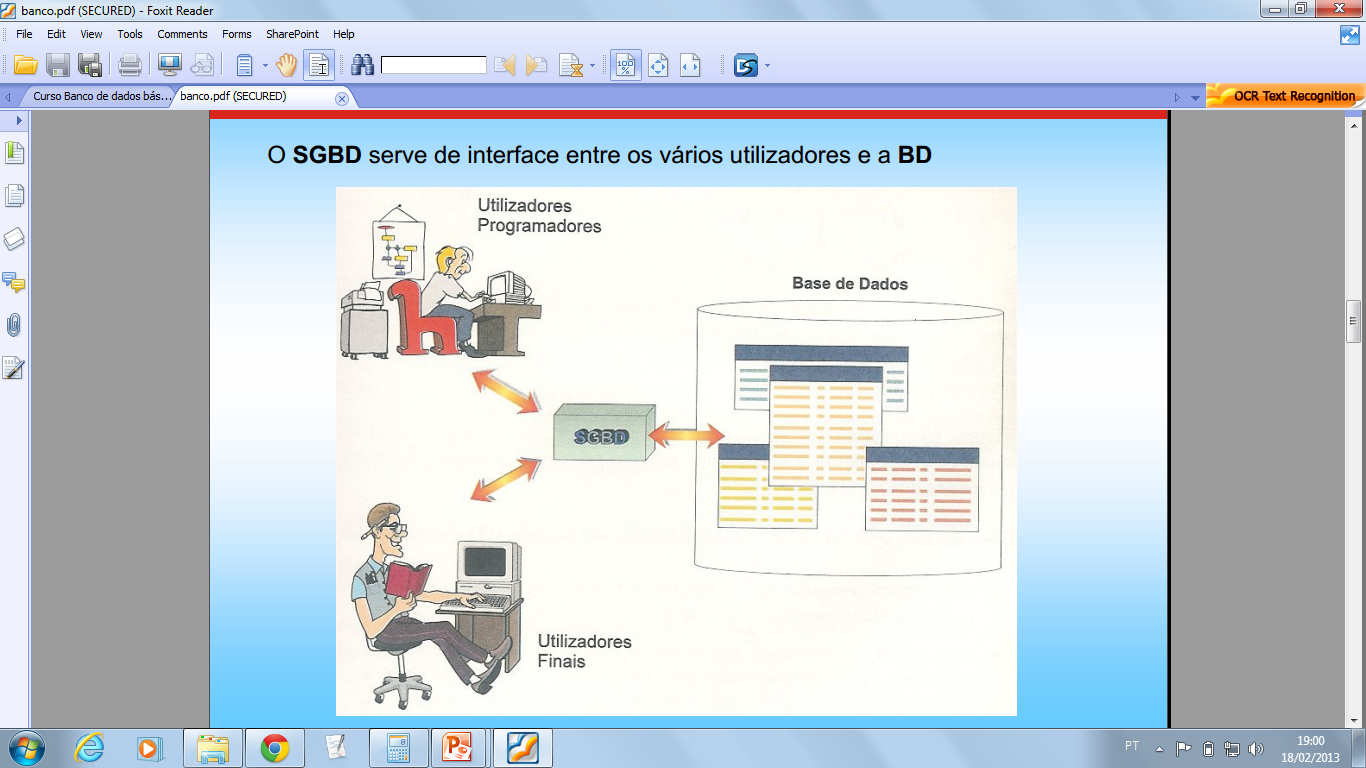 banco.pdf (SECURED) - Foxit Reader
File Edit View Tools Comments Forms SharePoint Help
Curso Banco de dados bás... banco.pdf (SECURED)
OCR Text Recognition
O SGBD serve de interface entre os vários utilizadores e a BD
Utilizadores
Programadores
Base de Dados
SGBD
Utilizadores
Finais
PT
19:00
18/02/2013